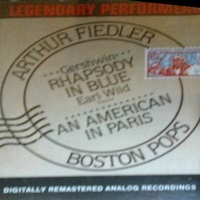 LEGENDARY PERFORMER
ARTHUR FIEDLER
Gershwin
RHAPSODY
IN BLUE
Earl Wild
AN AMERICAN
IN PARIS
BOSTON POPS
DIGITALLY REMASTERED ANALOG RECORDINGS